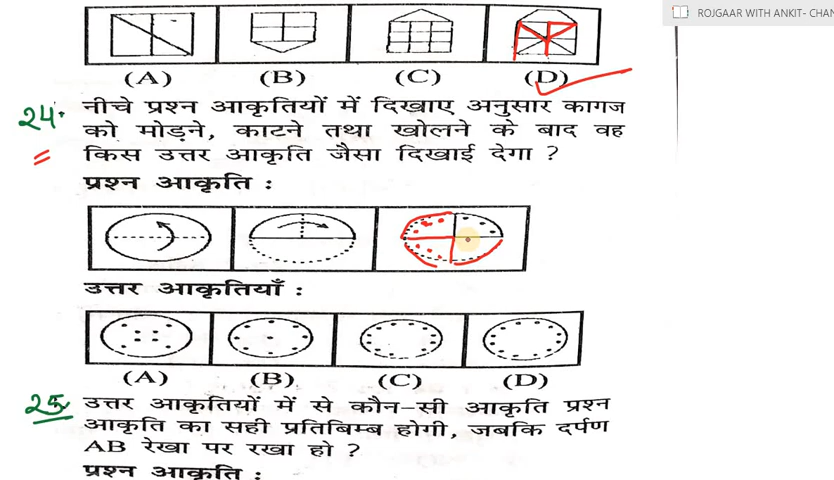 ROJGAAR WITH ANKIT- CHAN
(A) (B) (C) (D)
24.
नीचे प्रश्न आकृतियों में दिखाए अनुसार कागज
को मोड़ने, काटने तथा खोलने के बाद वह
किस उत्तर आकृति जैसा दिखाई देगा ?
प्रश्न आकृति :
उत्तर आकृतियाँ :
(A) (B) (C) (D)
25
उत्तर आकृतियों में से कौन-सी आकृति प्रश्न
आकृति का सही प्रतिबिम्ब होगी, जबकि दर्पण
AB रेखा पर रखा हो ?
प्रश्न आकृति :